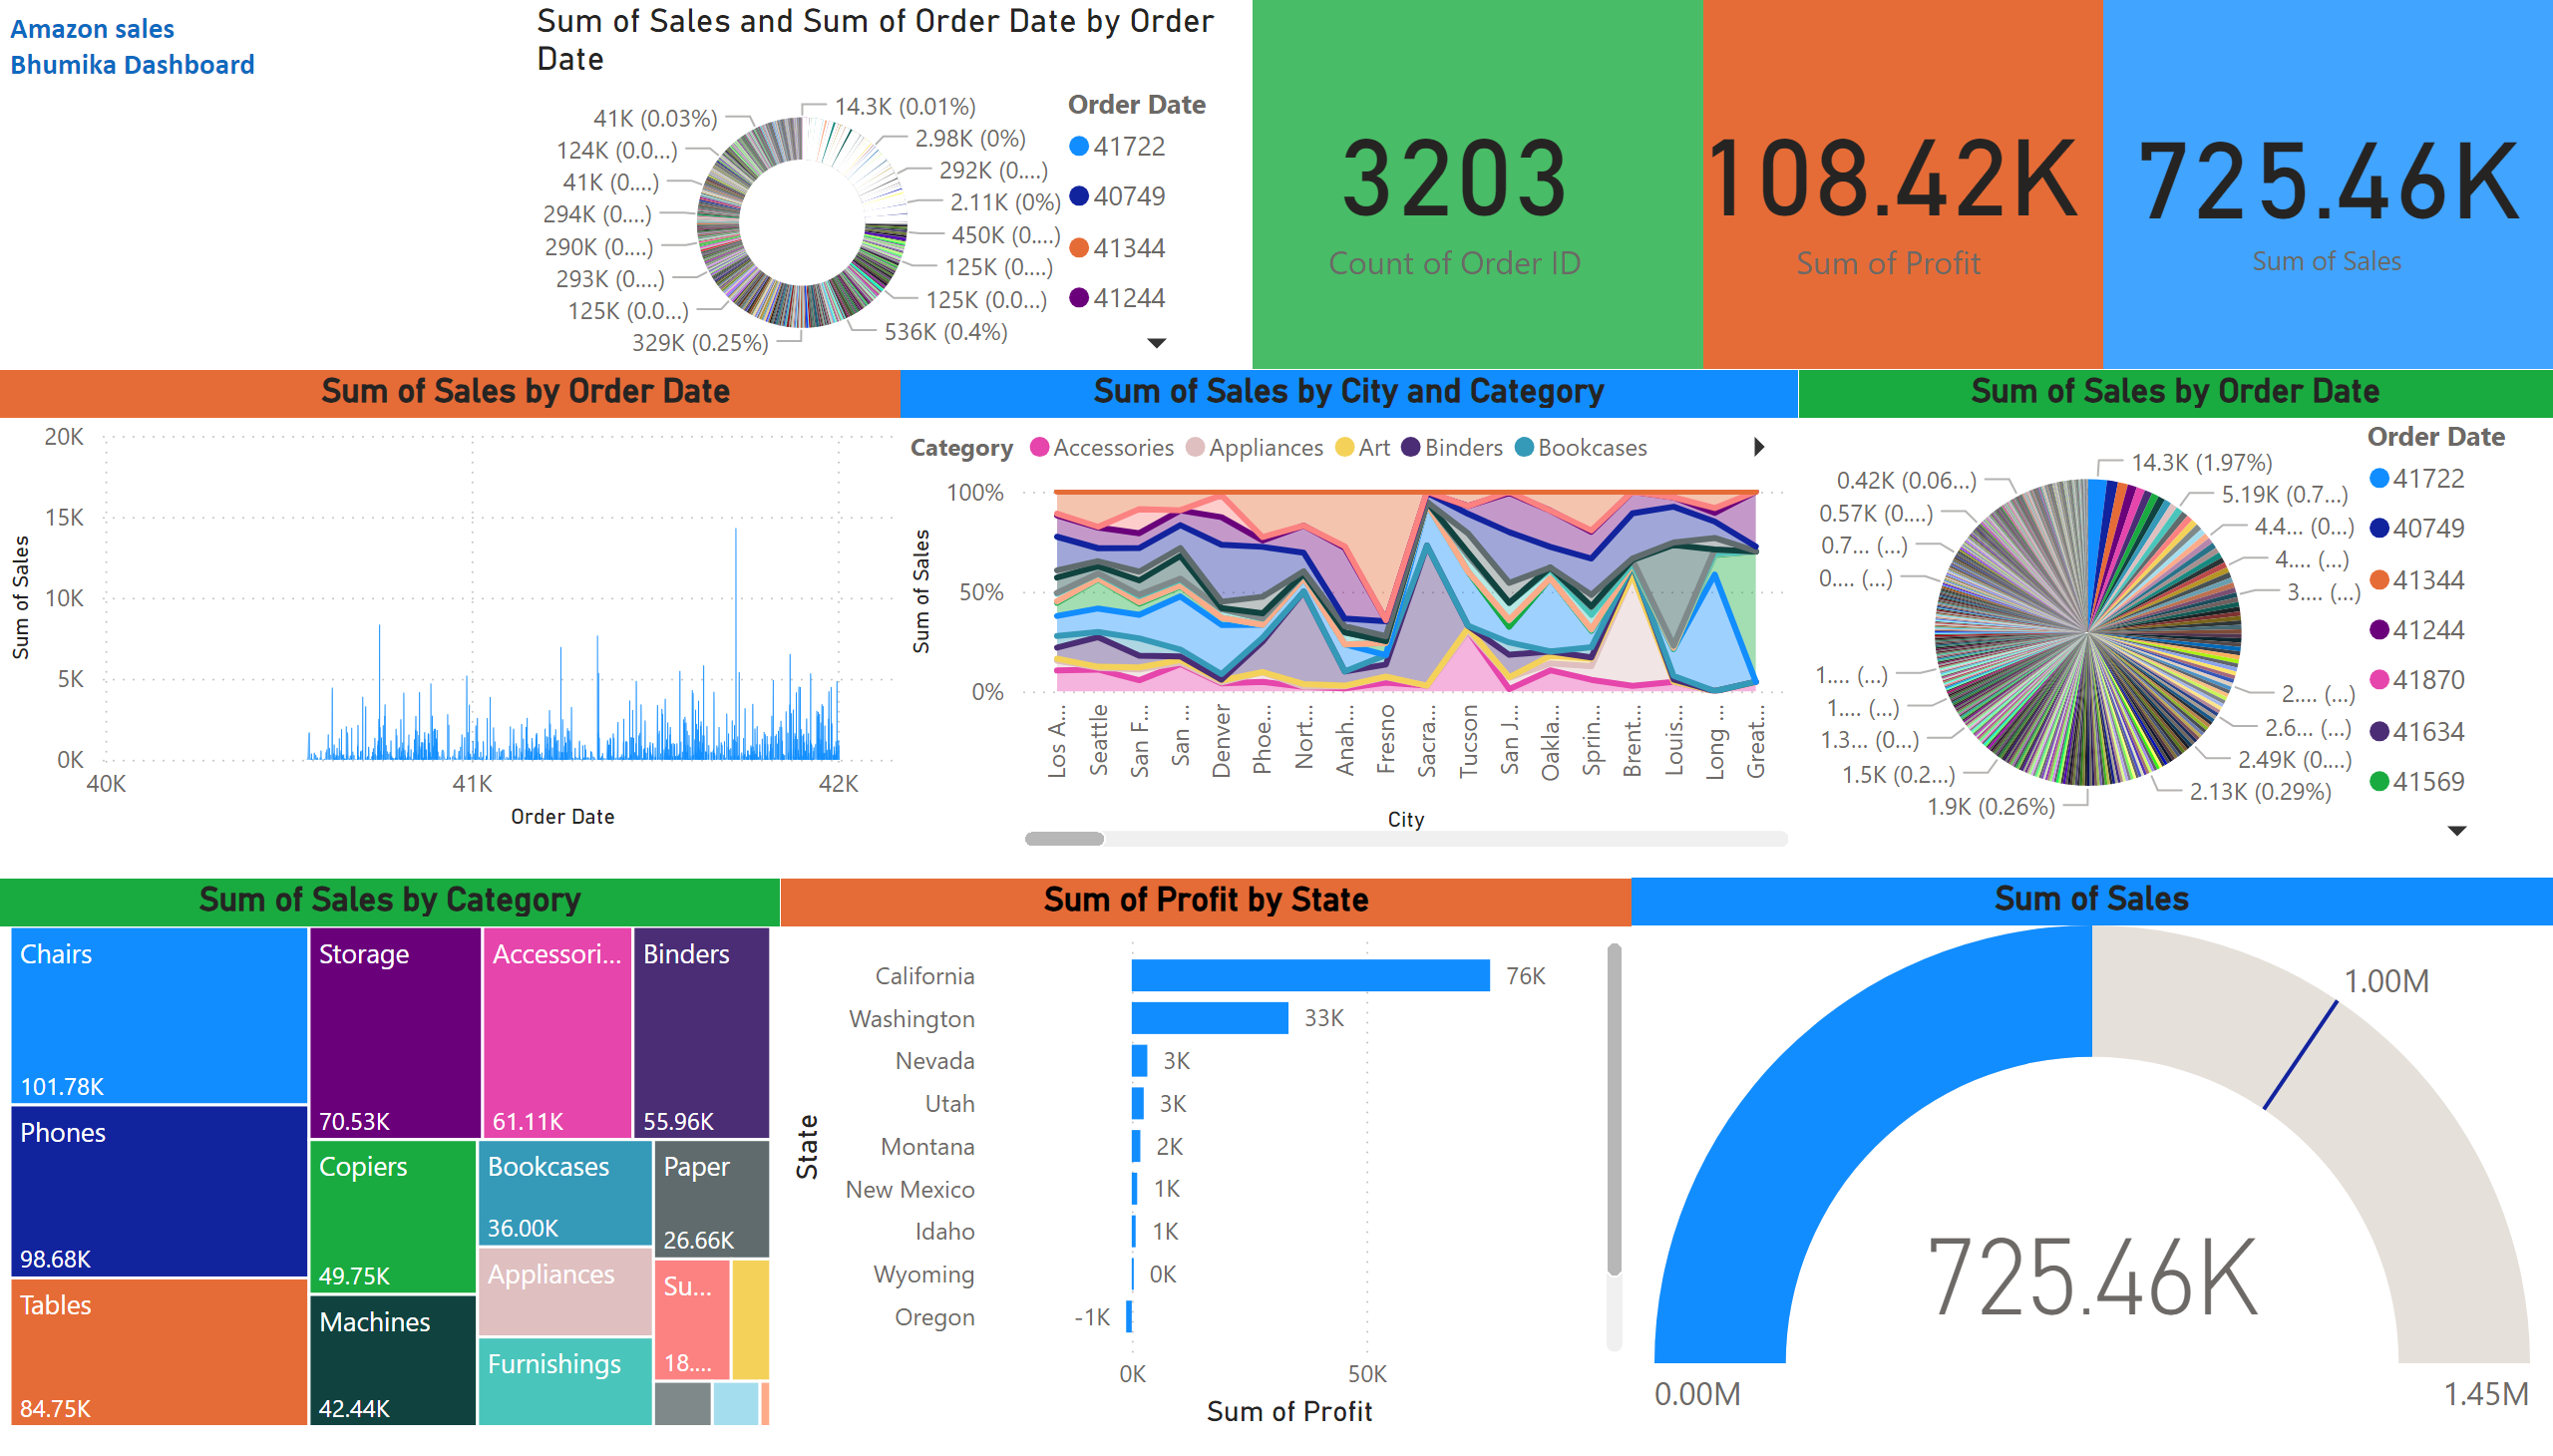 Amazon sales
Bhumika Dashboard
Sum of Sales and Sum of Order Date by Order
Date
14.3K (0.01%)
2.98K (0%)
292K (0....)
2.11K (0%)
450K (0....)
125K (0....)
125K (0.0...)
536K (0.4%)
329K (0.25%)
125K (0.0...)
293K (0....)
290K (0....)
294K (0....)
41K (0....)
124K (0.0...)
41K (0.03%)
Order Date
41722
40749
41344
41244
3203
Count of Order ID
108.42K
Sum of Profit
725.46K
Sum of Sales
Sum of Sales by Order Date
Sum of Sales
20K
15K
10K
5K
0K
40K
41K
42K
Order Date
Sum of Sales by City and Category
Category
Accessories
Appliances
Art
Binders
Bookcases
Sum of Sales
100%
50%
0%
Los A...
Seattle
San F...
San ...
Denver
Phoe...
Nort...
Anah...
Fresno
Sacra...
Tucson
San J...
Oakla...
Sprin...
Brent...
Louis...
Long ...
Great...
City
Sum of Sales by Order Date
14.3K (1.97%)
5.19K (0.7...)
4.4... (0...)
4.... (...)
3.... (...)
2.... (...)
2.6... (...)
2.49K (0....)
2.13K (0.29%)
1.9K (0.26%)
1.5K (0.2...)
1.3... (0...)
1.... (...)
1.... (...)
0.... (...)
0.7... (...)
0.57K (0....)
0.42K (0.06...)
Order Date
41722
40749
41344
41244
41870
41634
41569
Sum of Sales by Category
Chairs
101.78K
Phones
98.68K
Tables
84.75K
Storage
70.53K
Accessori...
61.11K
Binders
55.96K
Copiers
49.75K
Machines
42.44K
Bookcases
36.00K
Appliances
Furnishings
Paper
26.66K
Su...
18....
Sum of Profit by State
State
California
76K
Washington
33K
Nevada
3K
Utah
3K
Montana
2K
New Mexico
1K
Idaho
1K
Wyoming
0K
Oregon
-1K
0K
50K
Sum of Profit
Sum of Sales
1.00M
725.46K
0.00M
1.45M